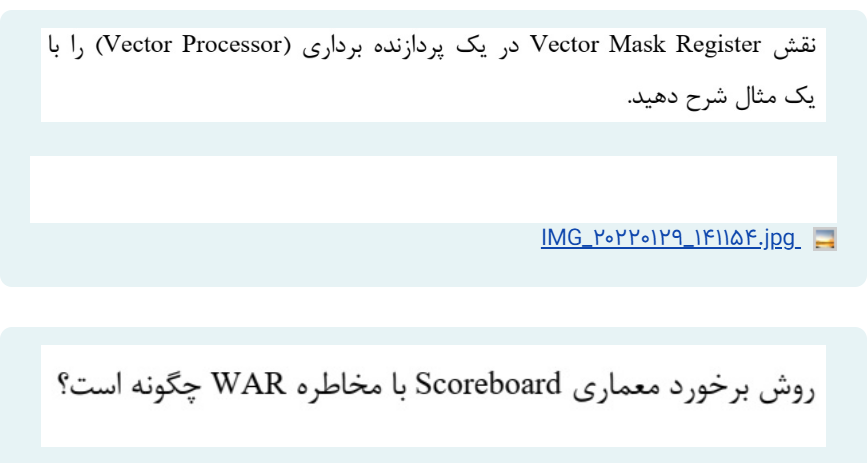 نقش Vector Mask Register در یک پردازنده برداری (Vector Processor) را با
یک مثال شرح دهید.
IMG_۲۰۲۲۰۱۲۹_۱۴۱۱۵۴.jpg
روش برخورد معماری Scoreboard با مخاطره WAR چگونه است؟